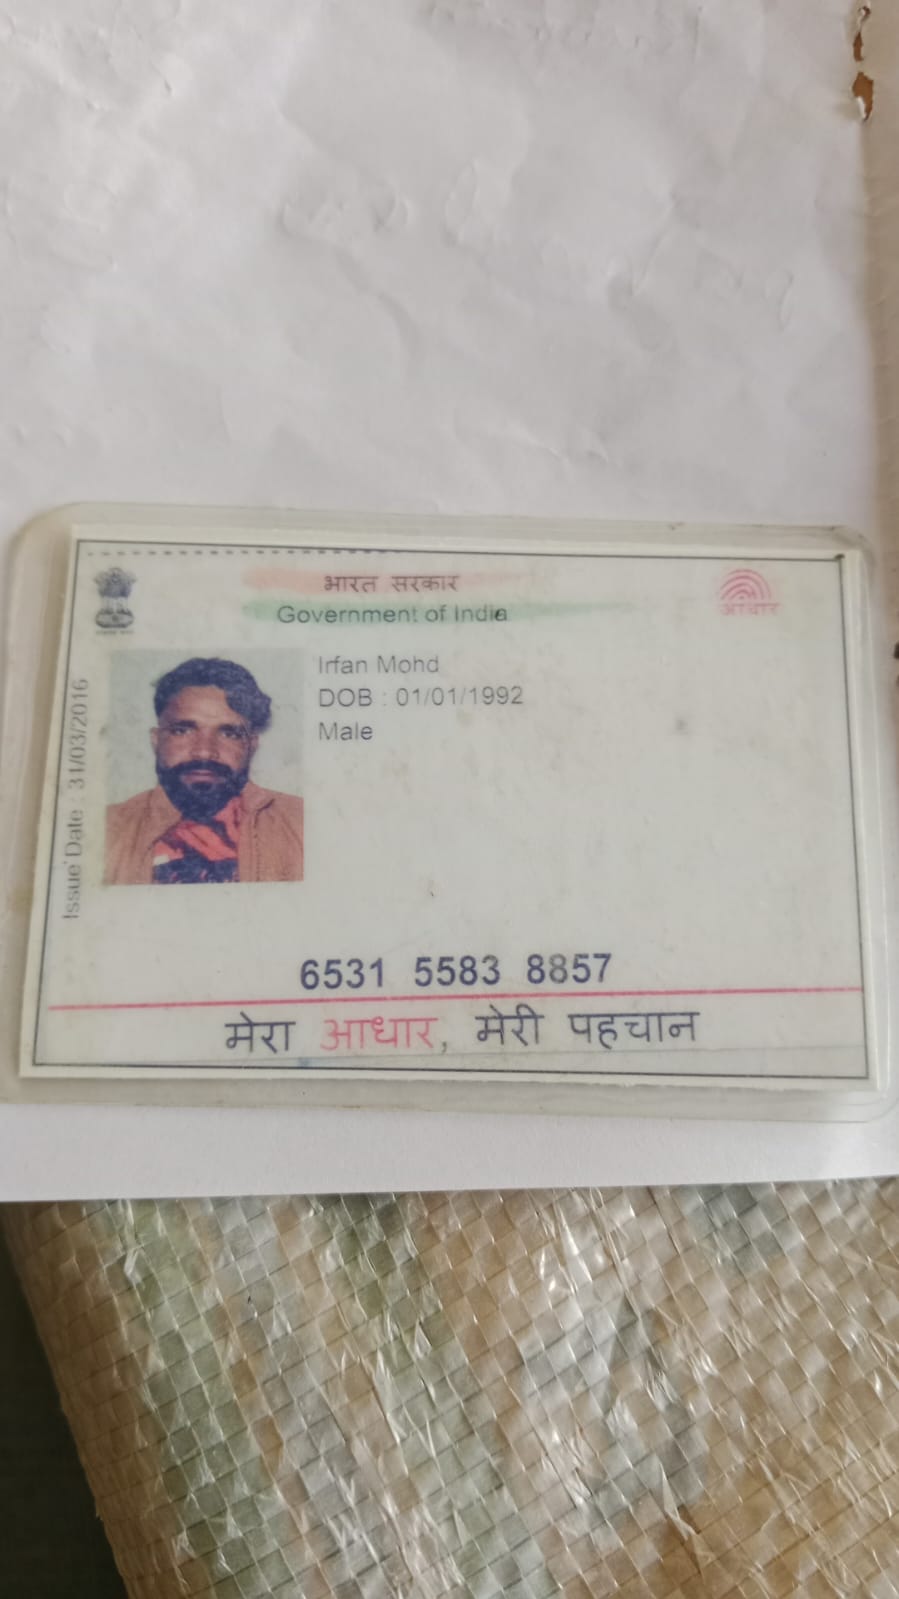 भारत सरकार
Government of India
आधार
Irfan Mohd
DOB : 01/01/1992
Male
Issue Date : 31/03/2016
6531 5583 8857
मेरा आधार, मेरी पहचान